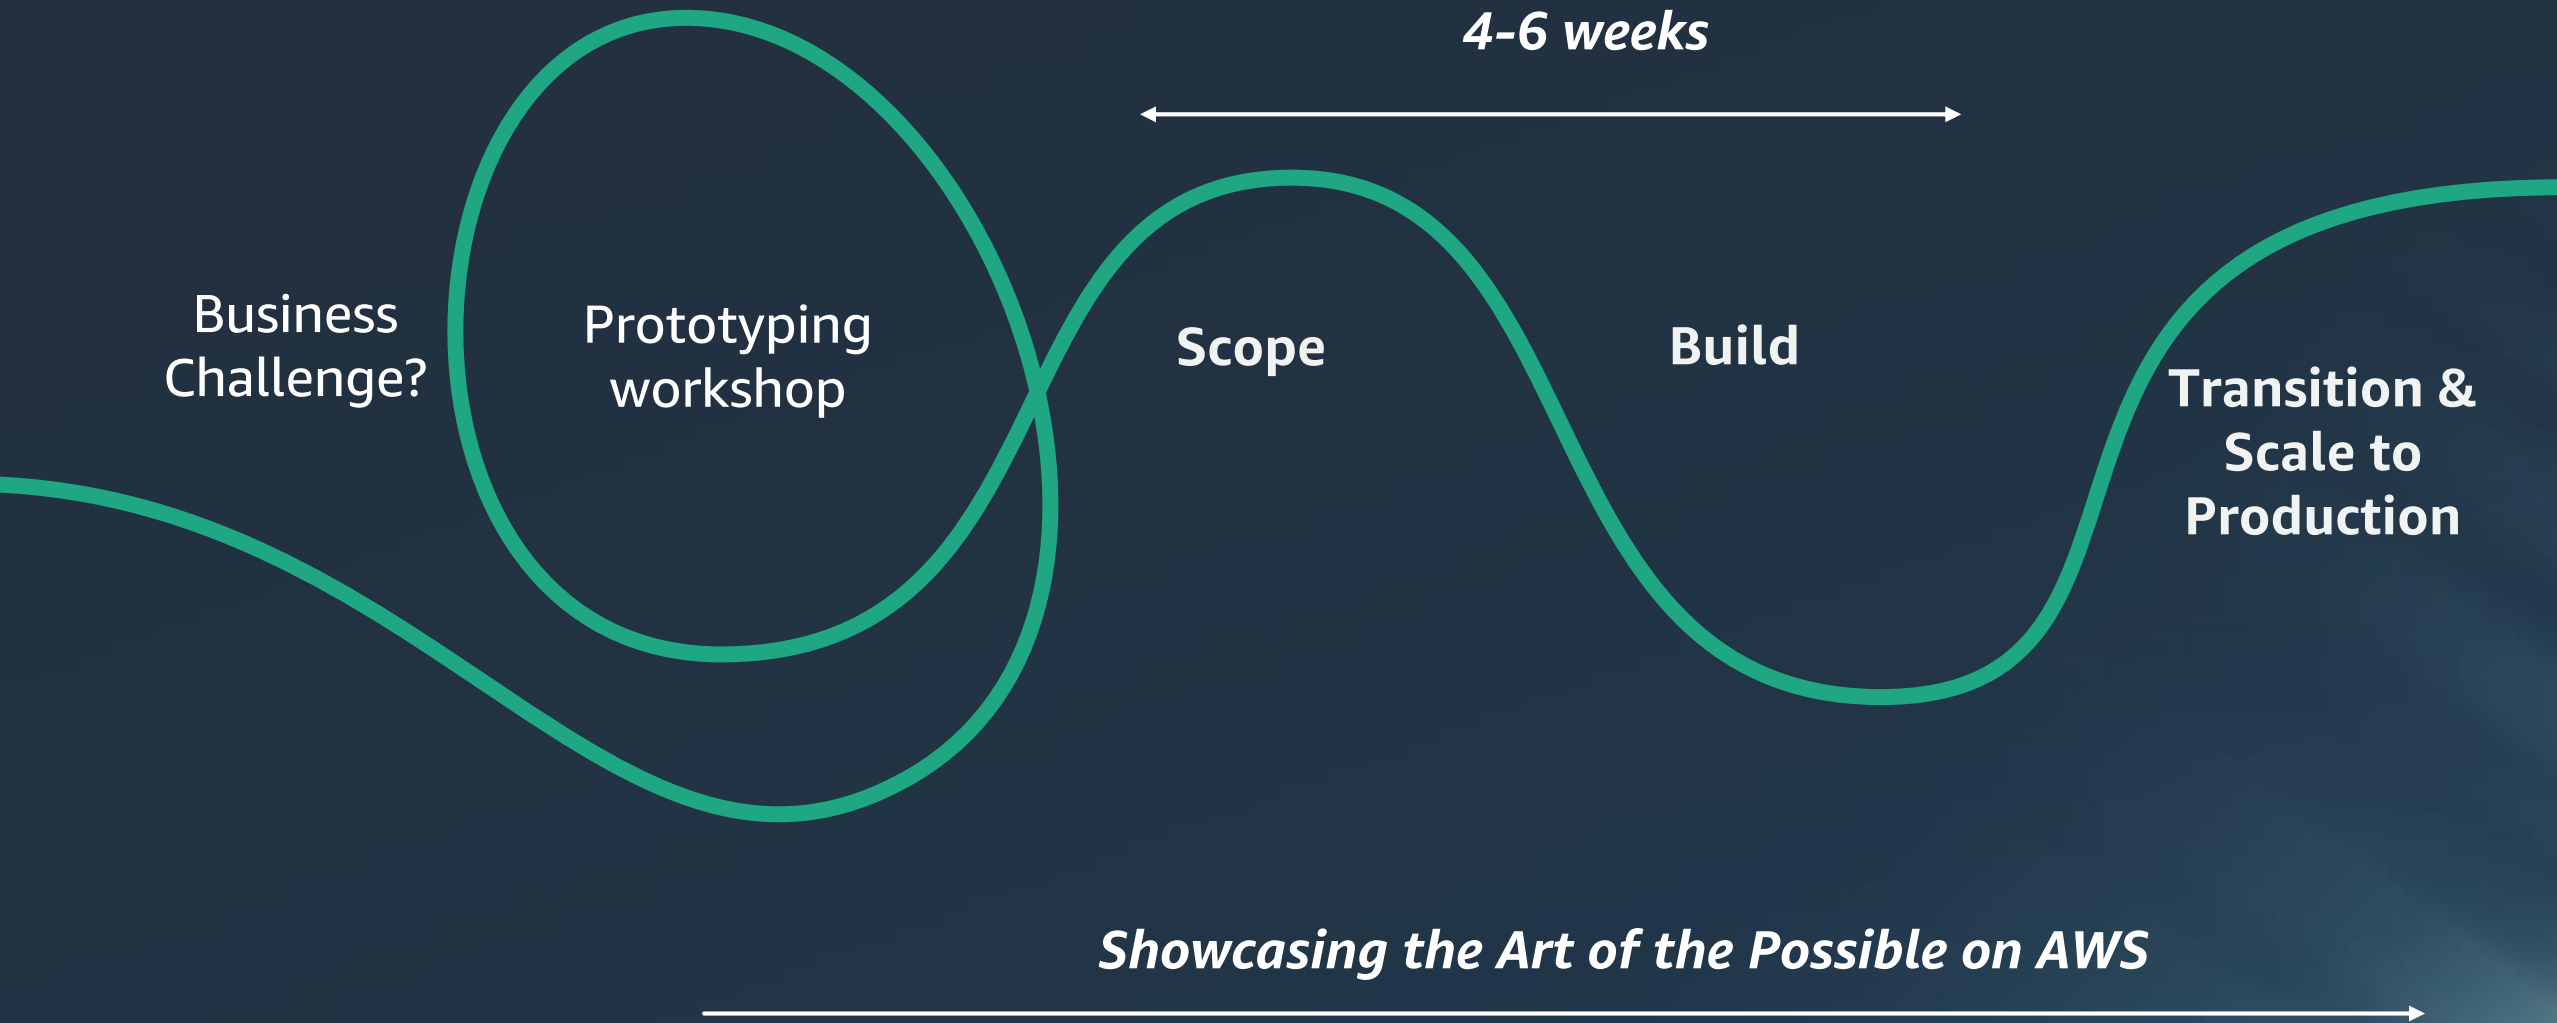 4-6 weeks
Business
Challenge?
Prototyping
workshop
Scope
Build
Transition &
Scale to
Production
Showcasing the Art of the Possible on AWS